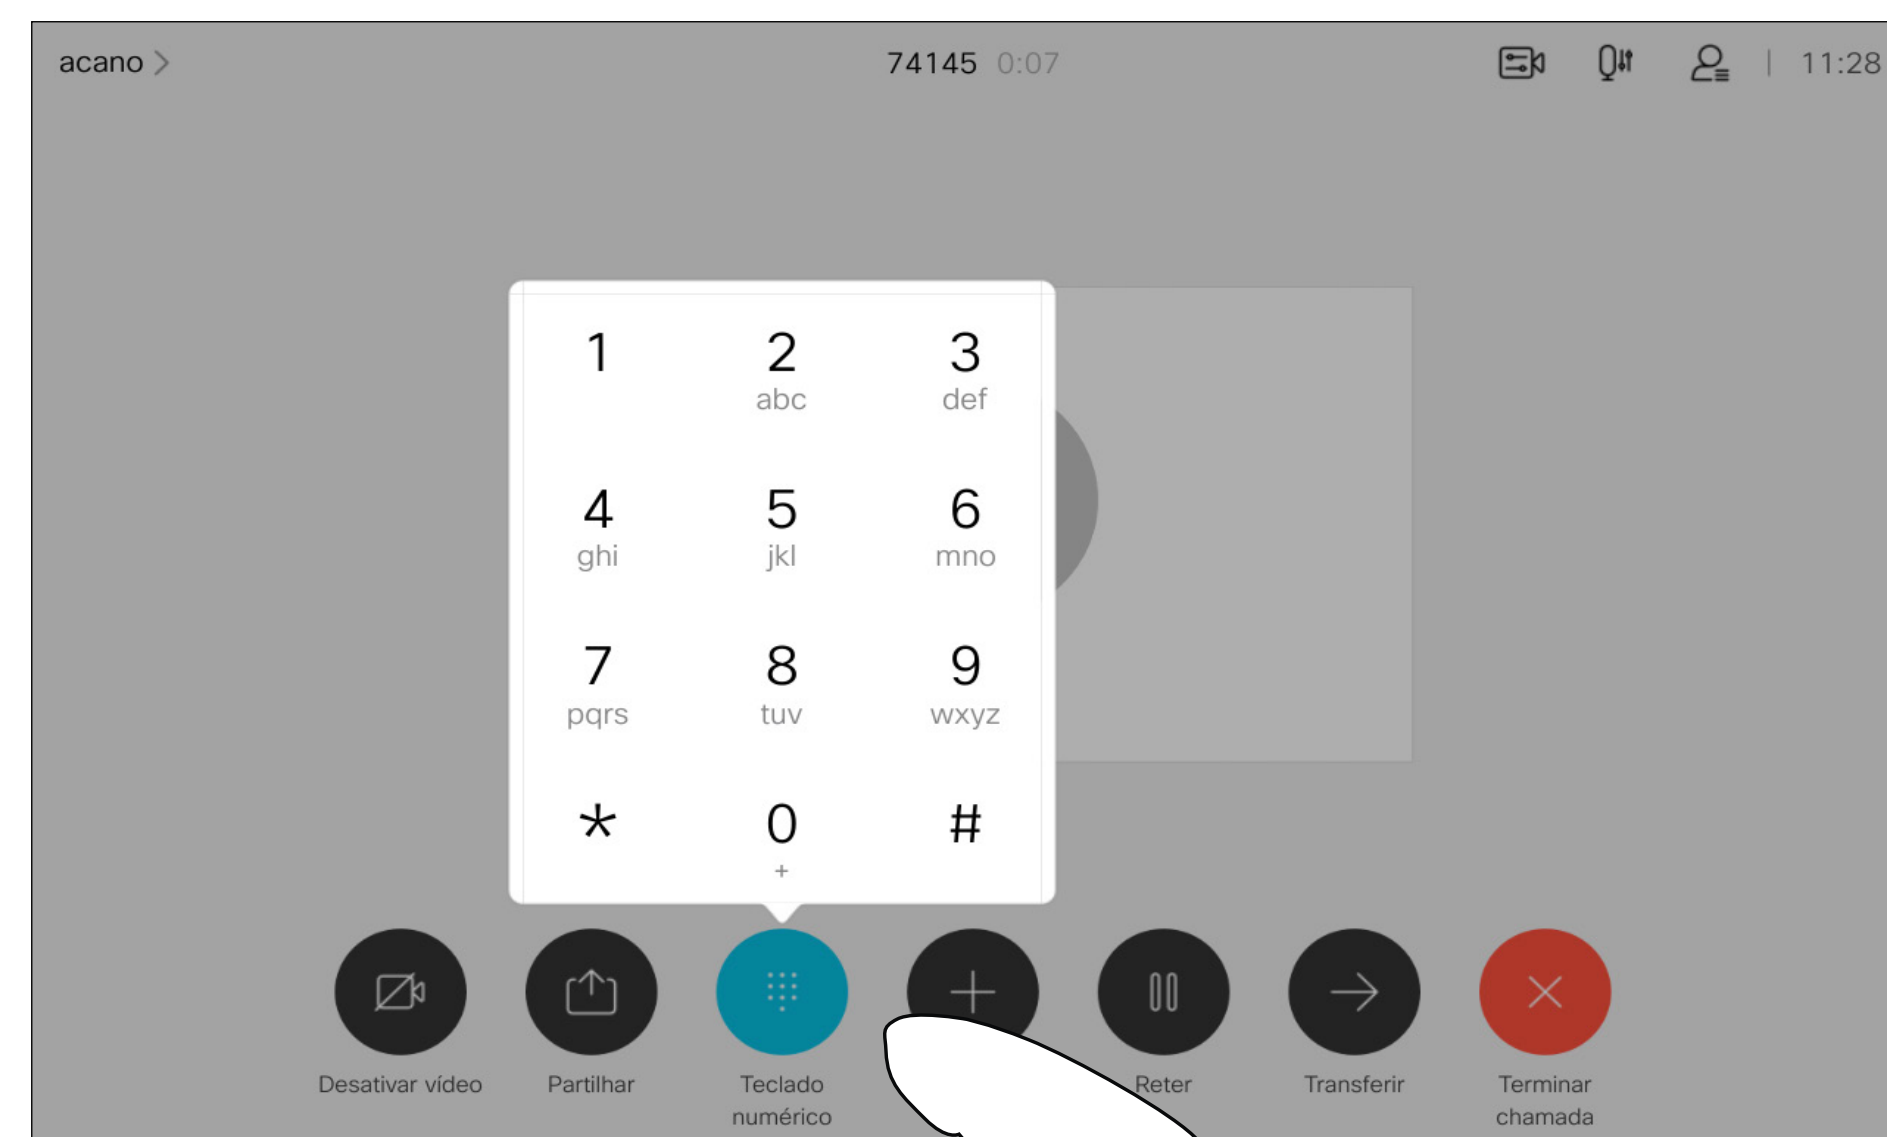 acano
74145 0:07
11:28
1 2 3
abc def
4 5 6
ghi jkl mno
7 8 9
pqrs tuv wxyz
* 0 #
+
Desativar vídeo
Partilhar
Teclado
numérico
Reter
Transferir
Terminar
chamada